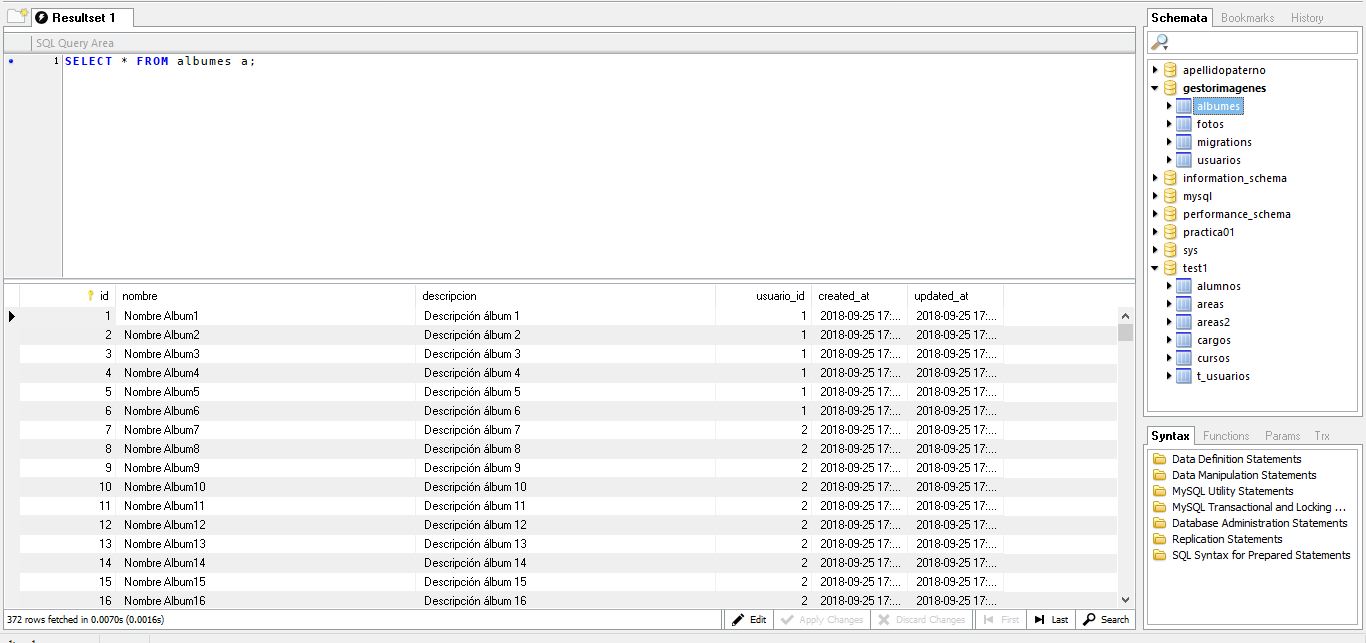 Resultset 1
SQL Query Area
1 SELECT * FROM albumes a;
id nombre descripcion usuario_id created_at updated_at
1 Nombre Album1 Descripción álbum 1 1 2018-09-25 17:... 2018-09-25 17:...
2 Nombre Album2 Descripción álbum 2 1 2018-09-25 17:... 2018-09-25 17:...
3 Nombre Album3 Descripción álbum 3 1 2018-09-25 17:... 2018-09-25 17:...
4 Nombre Album4 Descripción álbum 4 1 2018-09-25 17:... 2018-09-25 17:...
5 Nombre Album5 Descripción álbum 5 1 2018-09-25 17:... 2018-09-25 17:...
6 Nombre Album6 Descripción álbum 6 1 2018-09-25 17:... 2018-09-25 17:...
7 Nombre Album7 Descripción álbum 7 2 2018-09-25 17:... 2018-09-25 17:...
8 Nombre Album8 Descripción álbum 8 2 2018-09-25 17:... 2018-09-25 17:...
9 Nombre Album9 Descripción álbum 9 2 2018-09-25 17:... 2018-09-25 17:...
10 Nombre Album10 Descripción álbum 10 2 2018-09-25 17:... 2018-09-25 17:...
11 Nombre Album11 Descripción álbum 11 2 2018-09-25 17:... 2018-09-25 17:...
12 Nombre Album12 Descripción álbum 12 2 2018-09-25 17:... 2018-09-25 17:...
13 Nombre Album13 Descripción álbum 13 2 2018-09-25 17:... 2018-09-25 17:...
14 Nombre Album14 Descripción álbum 14 2 2018-09-25 17:... 2018-09-25 17:...
15 Nombre Album15 Descripción álbum 15 2 2018-09-25 17:... 2018-09-25 17:...
16 Nombre Album16 Descripción álbum 16 2 2018-09-25 17:... 2018-09-25 17:...
372 rows fetched in 0.0070s (0.0016s) Edit Apply Changes Discard Changes First Last Search
Schemata Bookmarks History
apellidopaterno
gestorimagenes
albumes
fotos
migrations
usuarios
information_schema
mysql
performance_schema
practica01
sys
test1
alumnos
areas
areas2
cargos
cursos
t_usuarios
Syntax Functions Params Trx
Data Definition Statements
Data Manipulation Statements
MySQL Utility Statements
MySQL Transactional and Locking ...
Database Administration Statements
Replication Statements
SQL Syntax for Prepared Statements